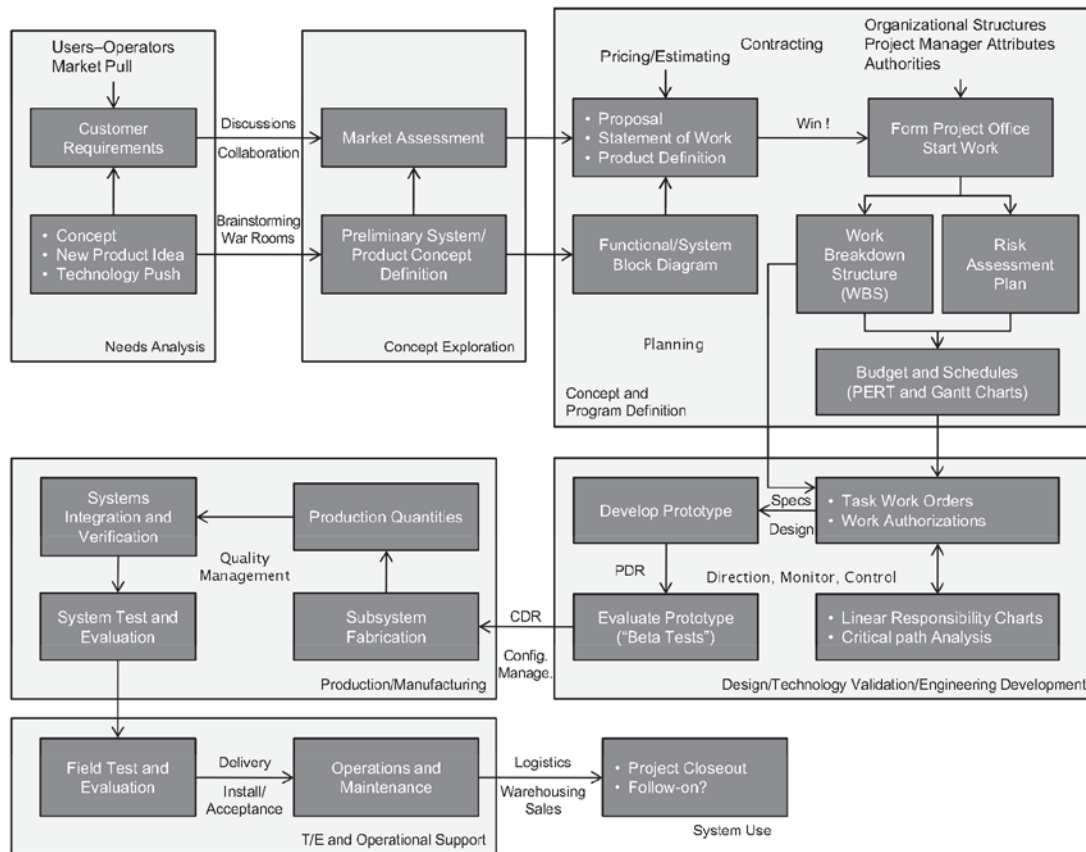 Users–Operators
Market Pull
Customer
Requirements
• Concept
• New Product Idea
• Technology Push
Needs Analysis
Discussions
Collaboration
Brainstorming
War Rooms
Market Assessment
Preliminary System/
Product Concept
Definition
Concept Exploration
Pricing/Estimating
Contracting
Organizational Structures
Project Manager Attributes
Authorities
• Proposal
• Statement of Work
• Product Definition
Win !
Form Project Office
Start Work
Functional/System
Block Diagram
Work
Breakdown
Structure
(WBS)
Risk
Assessment
Plan
Planning
Budget and Schedules
(PERT and Gantt Charts)
Concept and
Program Definition
Systems
Integration and
Verification
Production Quantities
Quality
Management
System Test and
Evaluation
Subsystem
Fabrication
Production/Manufacturing
CDR
Config.
Manage.
Develop Prototype
Specs
Design
• Task Work Orders
• Work Authorizations
PDR
Direction, Monitor, Control
Evaluate Prototype
(“Beta Tests”)
• Linear Responsibility Charts
• Critical path Analysis
Design/Technology Validation/Engineering Development
Field Test and
Evaluation
Delivery
Install/
Acceptance
Operations and
Maintenance
T/E and Operational Support
Logistics
Warehousing
Sales
• Project Closeout
• Follow-on?
System Use